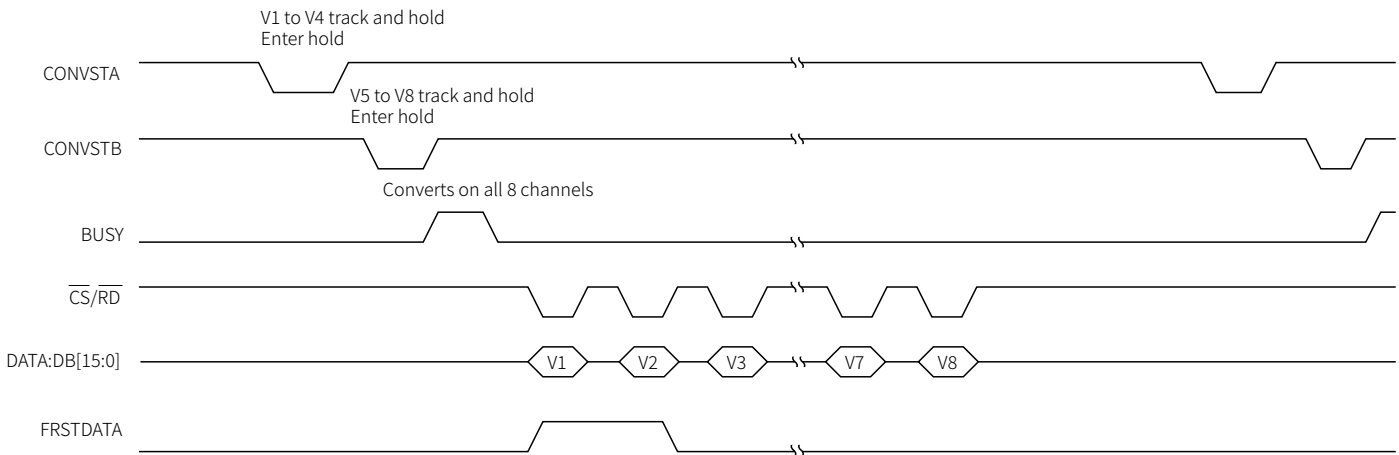 V1 to V4 track and hold
Enter hold
CONVSTA
V5 to V8 track and hold
Enter hold
CONVSTB
Converts on all 8 channels
BUSY
CS/RD
DATA:DB[15:0]
V1
V2
V3
V7
V8
FRSTDATA